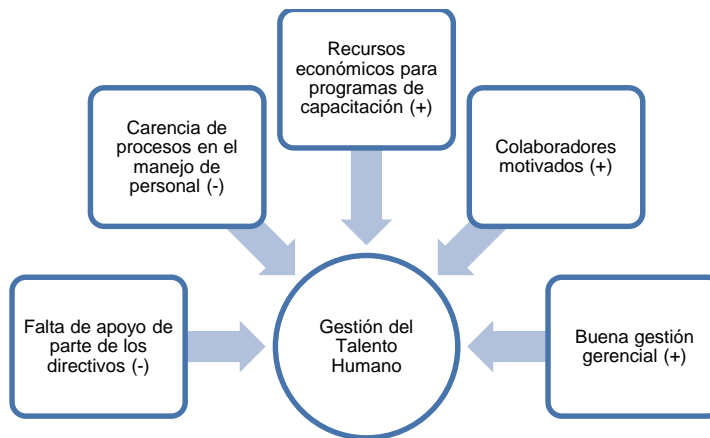 Recursos
económicos para
programas de
capacitación (+)
Carencia de
procesos en el
manejo de
personal (-)
Colaboradores
motivados (+)
Falta de apoyo de
parte de los
directivos (-)
Gestión del
Talento
Humano
Buena gestión
gerencial (+)